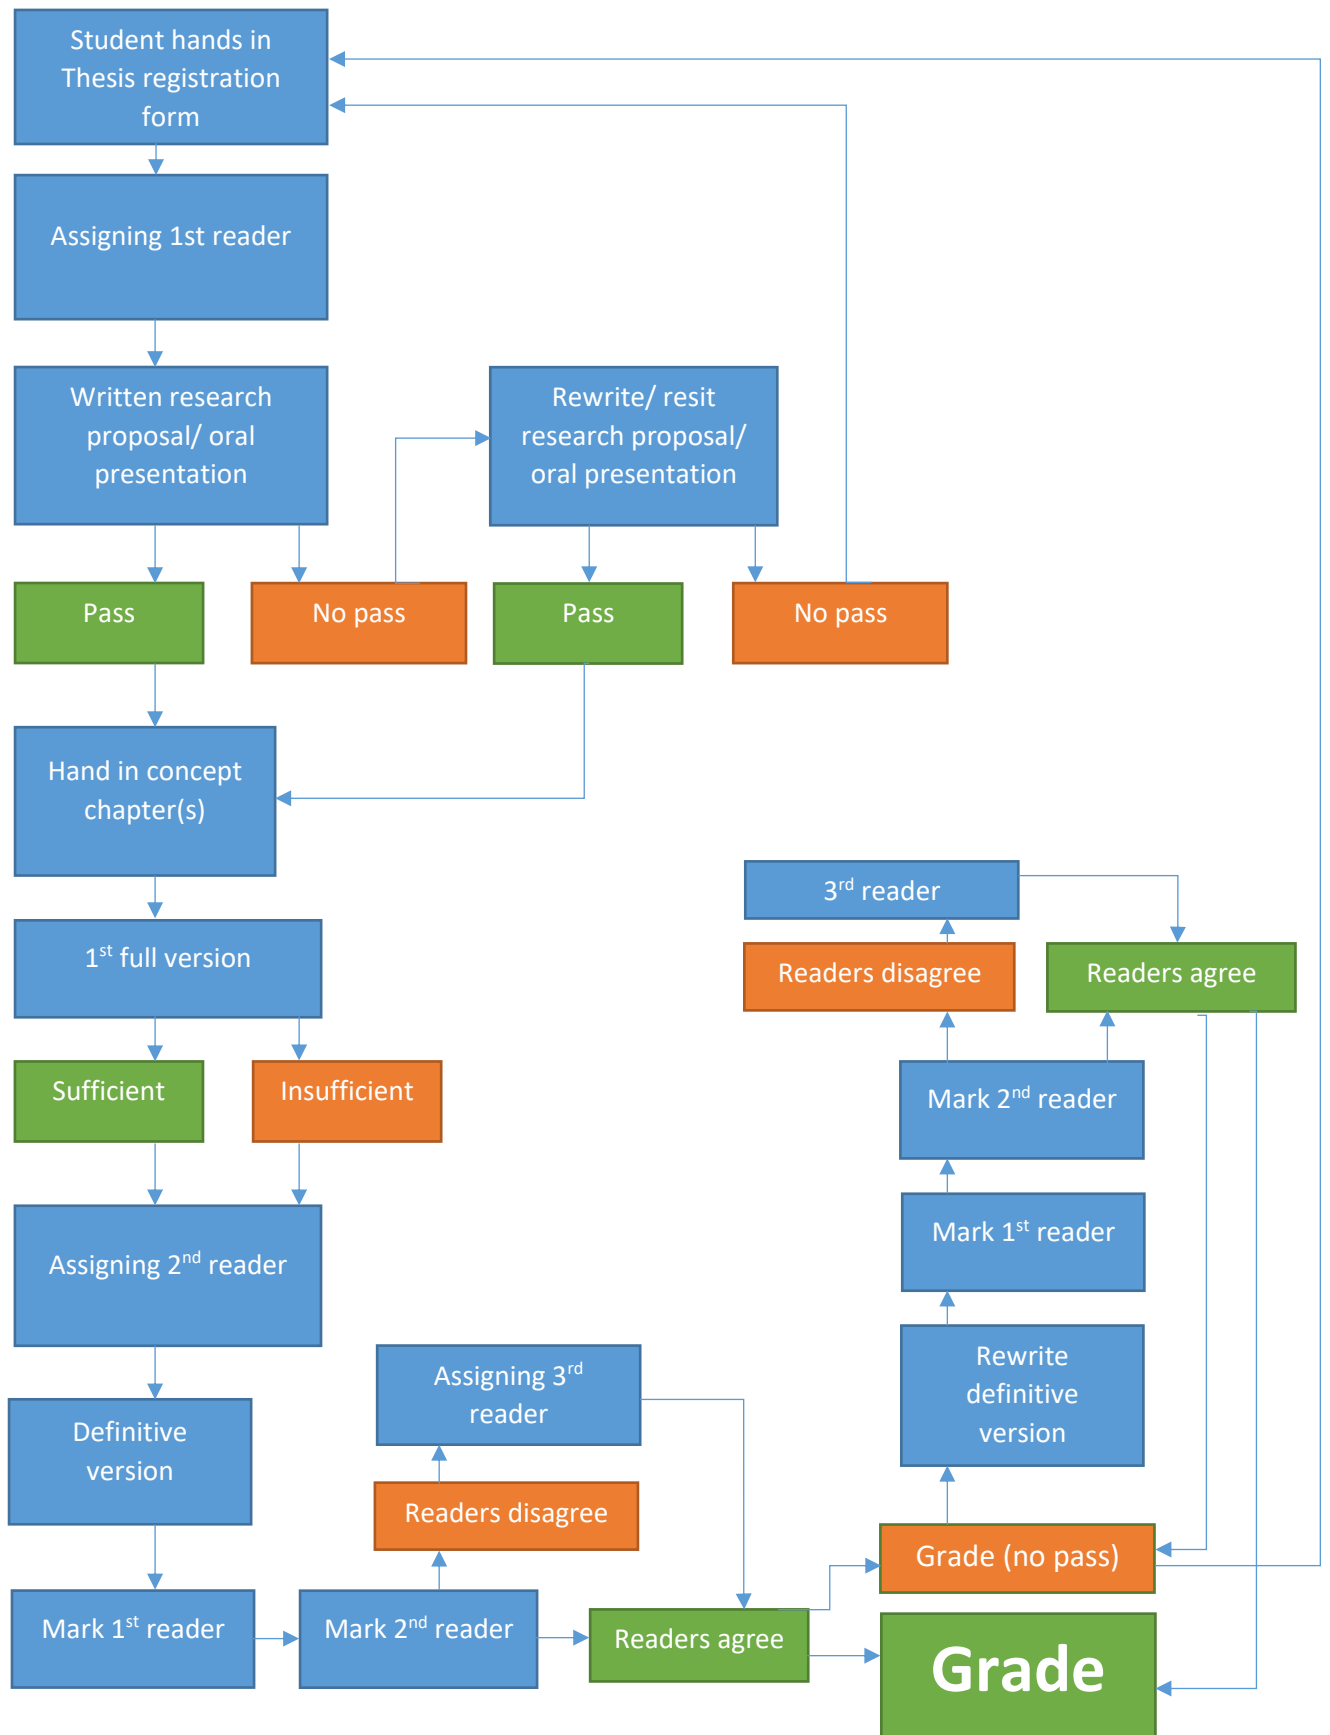 Student hands in
Thesis registration
form
Assigning 1st reader
Written research
proposal/ oral
presentation
Rewrite/ resit
research proposal/
oral presentation
Pass
No pass
Pass
No pass
Hand in concept
chapter(s)
1st full version
Sufficient
Insufficient
Assigning 2nd reader
Definitive
version
Mark 1st reader
Mark 2nd reader
Readers disagree
Assigning 3rd
reader
Readers agree
Grade (no pass)
Grade
Rewrite
definitive
version
Mark 1st reader
Mark 2nd reader
Readers disagree
Readers agree
3rd reader